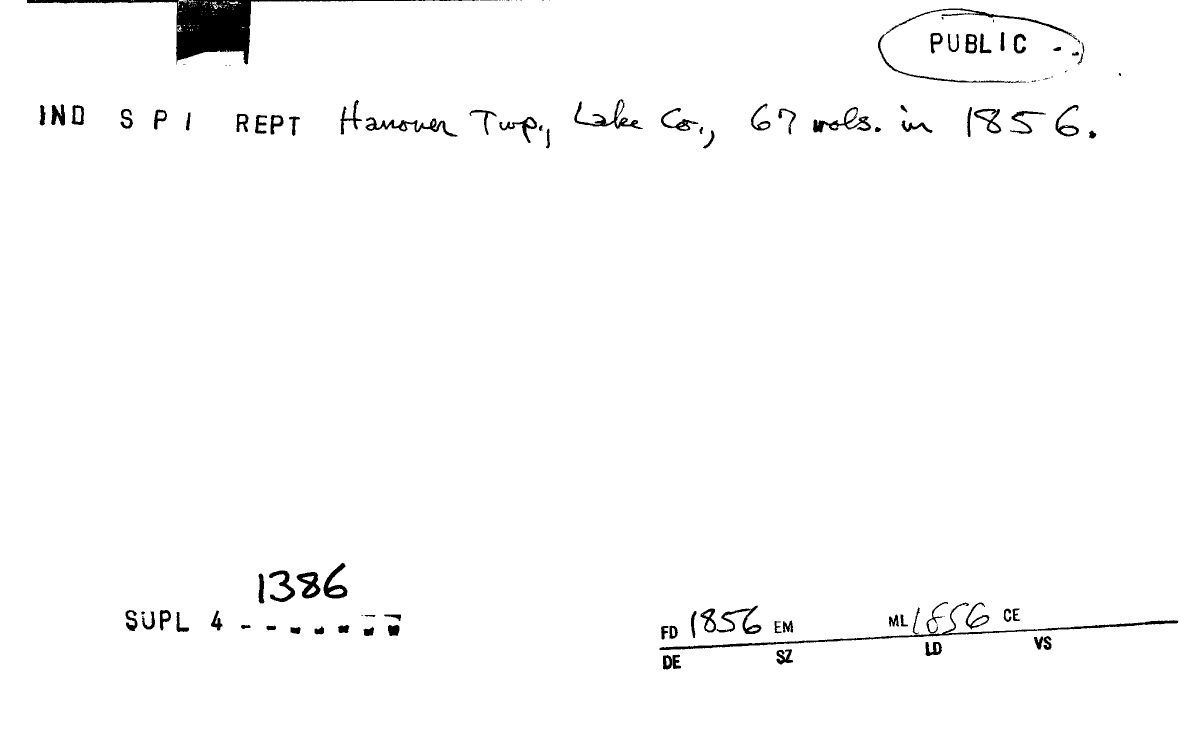 PUBLIC
IND S P I REPT Hanover Twp., Lake Co., 67 vols. in 1856.
1386
SUPL 4
FD 1856 EM ML 1856 CE
DE SZ LD VS